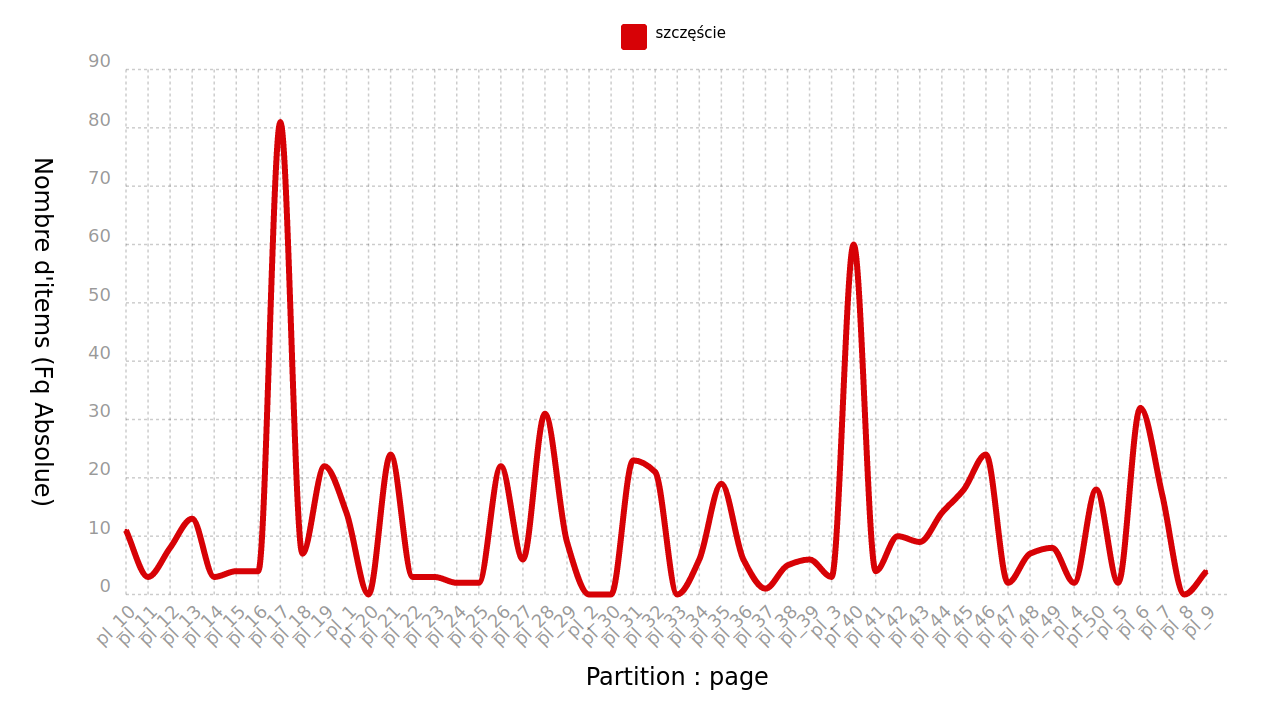 szczęście
90
80
70
60
50
40
30
20
10
0
Nombre d'items (Fq Absolue)
pl_10
pl_11
pl_12
pl_13
pl_14
pl_15
pl_16
pl_17
pl_18
pl_19
pl_1
pl_20
pl_21
pl_22
pl_23
pl_24
pl_25
pl_26
pl_27
pl_28
pl_29
pl_2
pl_30
pl_31
pl_32
pl_33
pl_34
pl_35
pl_36
pl_37
pl_38
pl_39
pl_3
pl_40
pl_41
pl_42
pl_43
pl_44
pl_45
pl_46
pl_47
pl_48
pl_49
pl_4
pl_50
pl_5
pl_6
pl_7
pl_8
pl_9
Partition : page